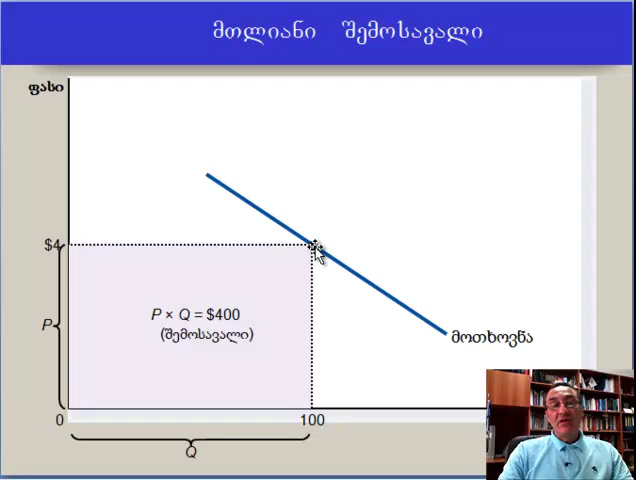 მთლიანი შემოსავალი
ფასი
$4
P × Q = $400
(შემოსავალი)
P
მოთხოვნა
0
100
Q